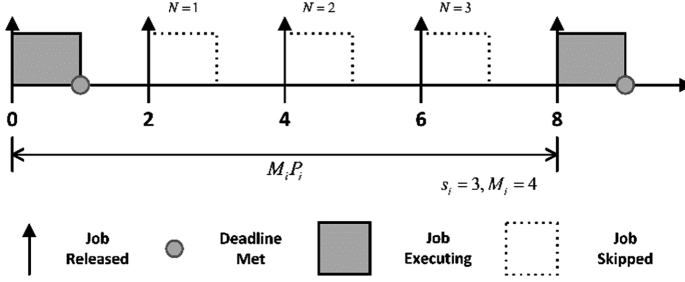 N = 1 N = 2 N = 3
0 2 4 6 8
M_i P_i
s_i = 3, M_i = 4
Job Released Deadline Met Job Executing Job Skipped